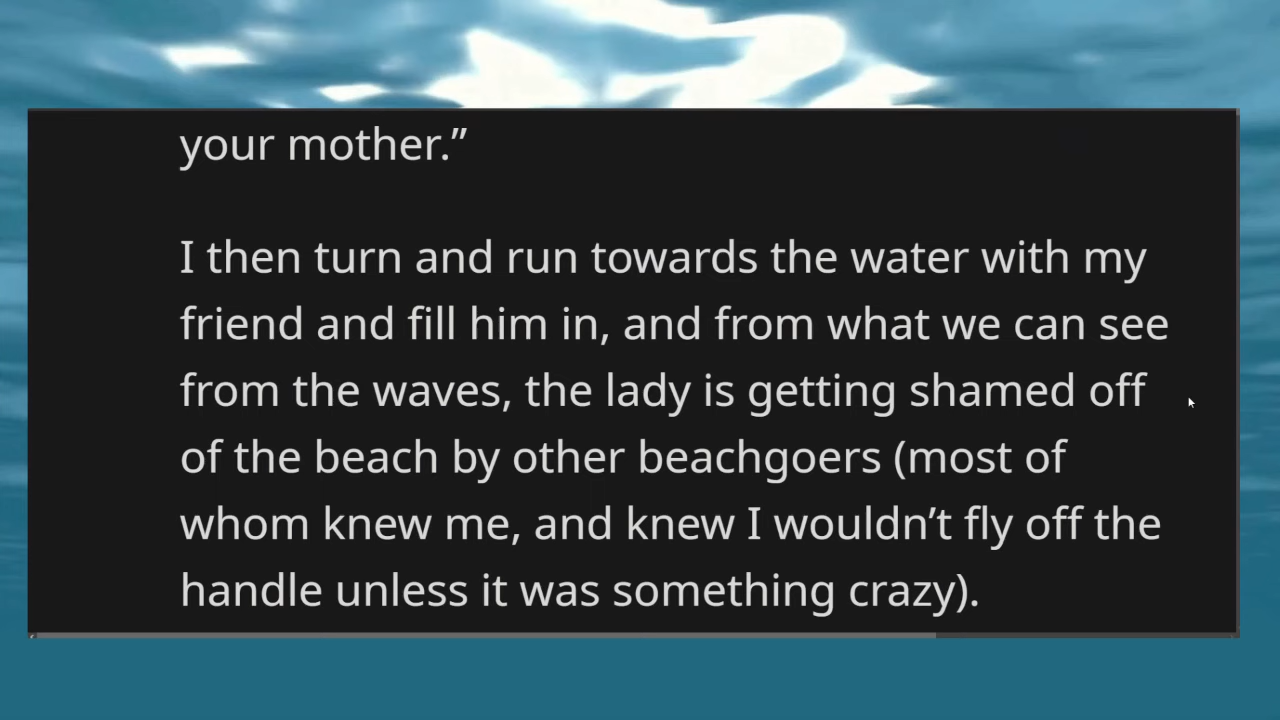 your mother.”
I then turn and run towards the water with my
friend and fill him in, and from what we can see
from the waves, the lady is getting shamed off
of the beach by other beachgoers (most of
whom knew me, and knew I wouldn’t fly off the
handle unless it was something crazy).